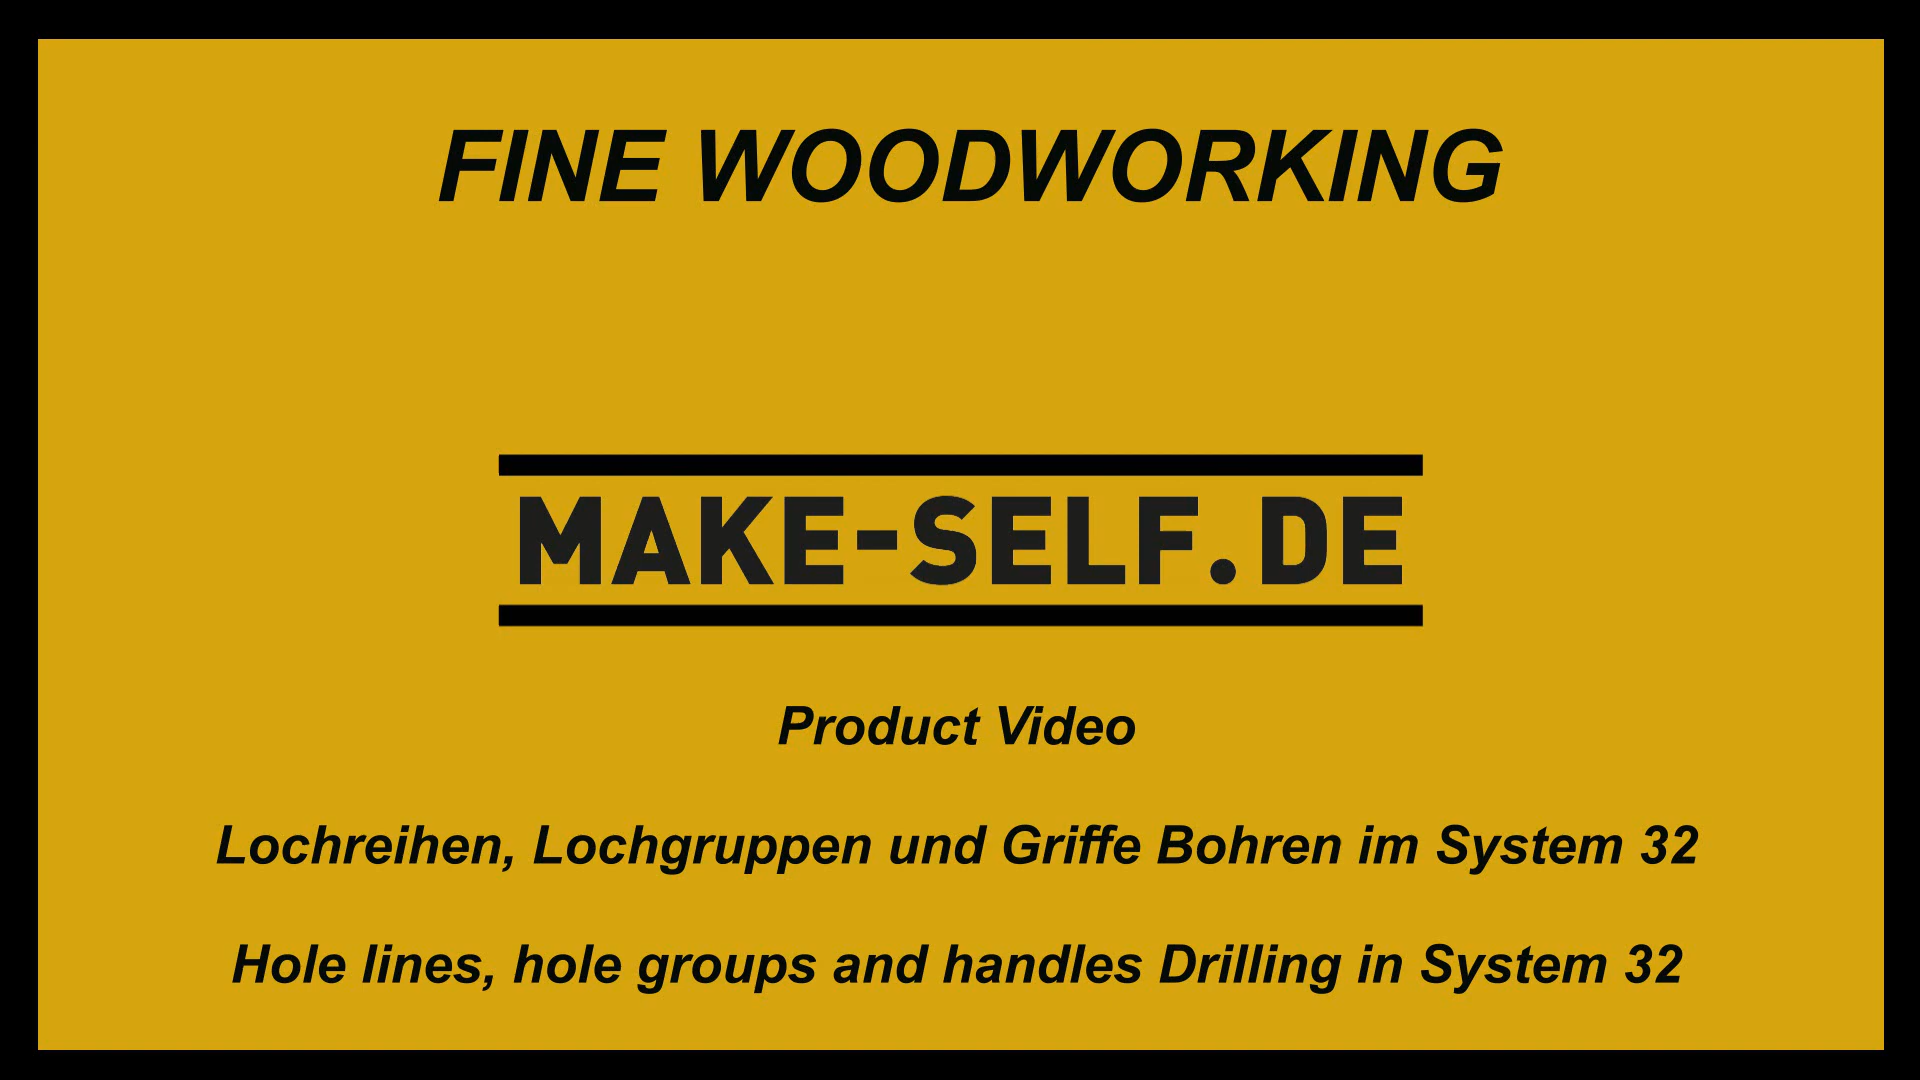 FINE WOODWORKING
MAKE-SELF.DE
Product Video
Lochreihen, Lochgruppen und Griffe Bohren im System 32
Hole lines, hole groups and handles Drilling in System 32